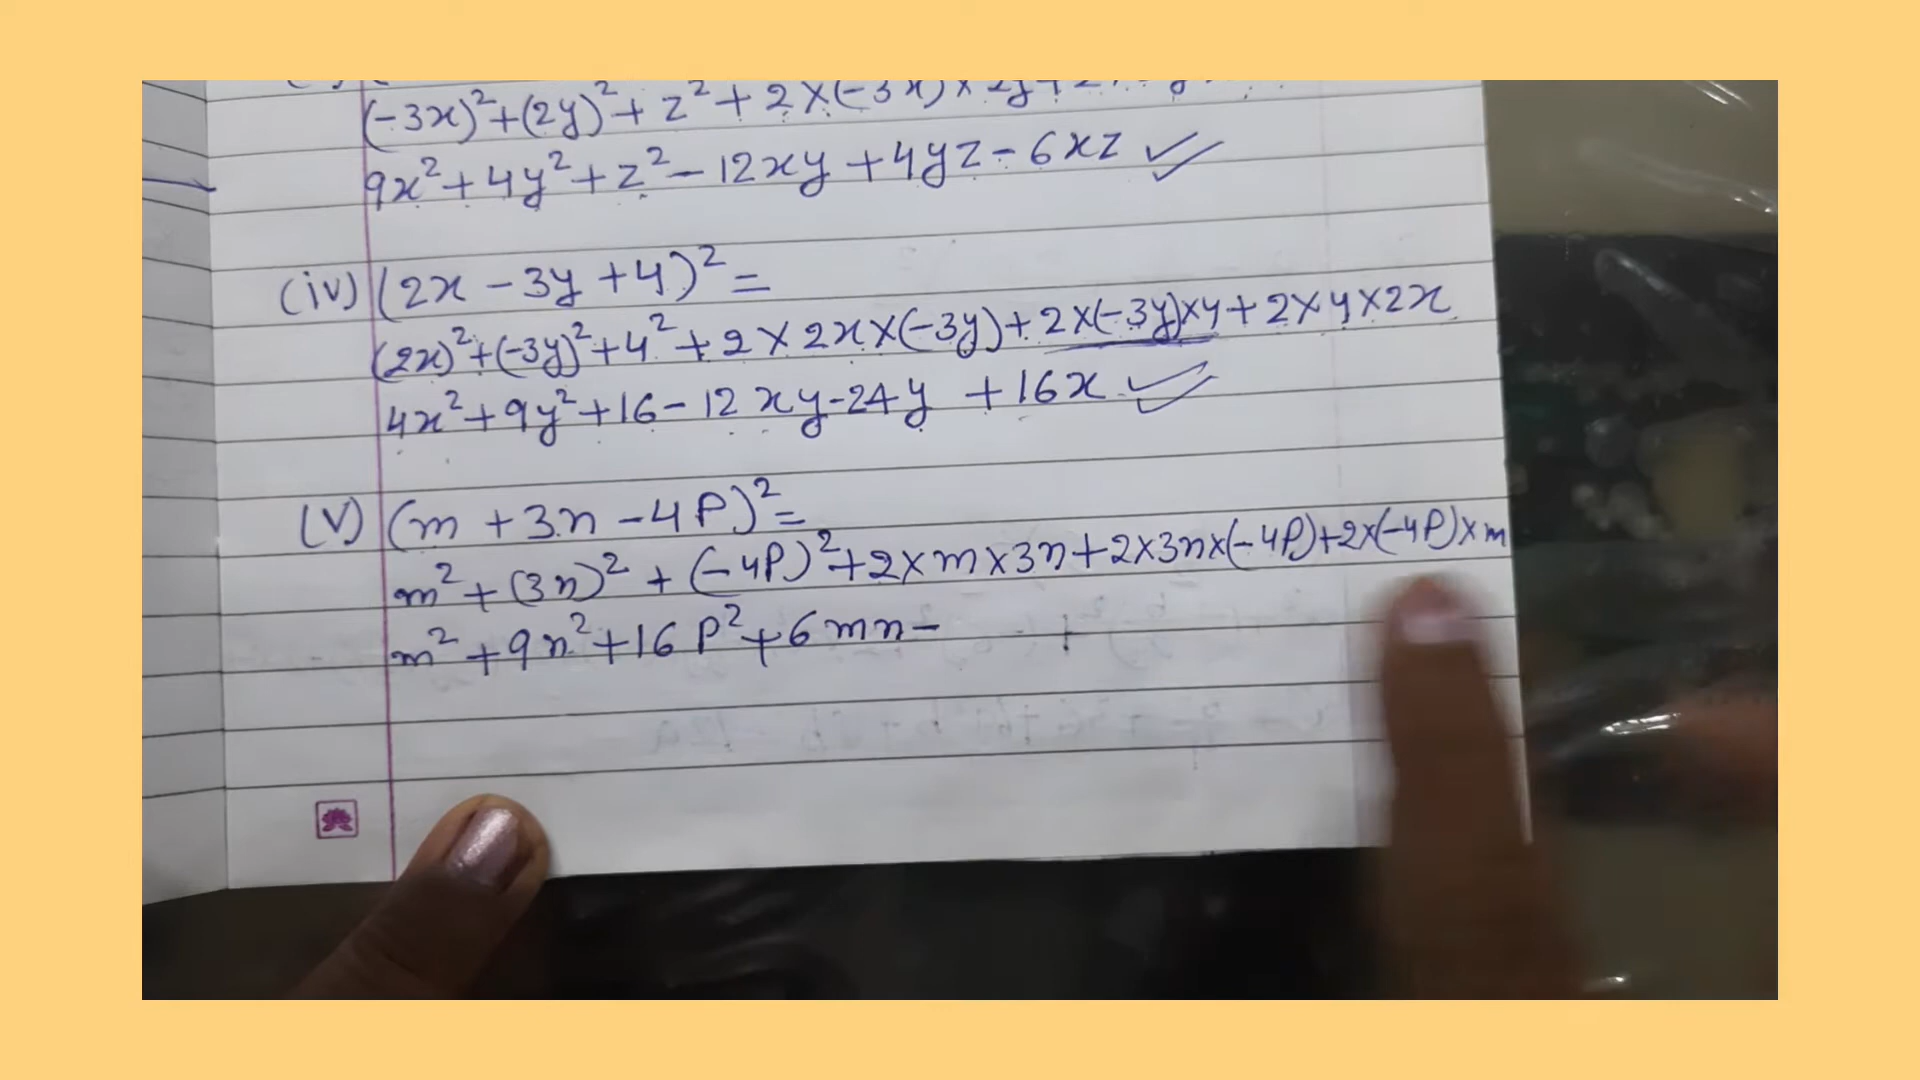 (-3x)²+(2y)²+z²+2×(-3x)×2y+2
9x²+4y²+z²-12xy+4yz-6xz
(iv) (2x-3y+4)²=
(2x)²+(-3y)²+4²+2×2x×(-3y)+2×(-3y)×4+2×4×2x
4x²+9y²+16-12xy-24y +16x
(V) (m+3n-4P)²=
m²+(3n)²+(-4P)²+2×m×3n+2×3n×(-4P)+2×(-4P)×m
m²+9n²+16P²+6mn-